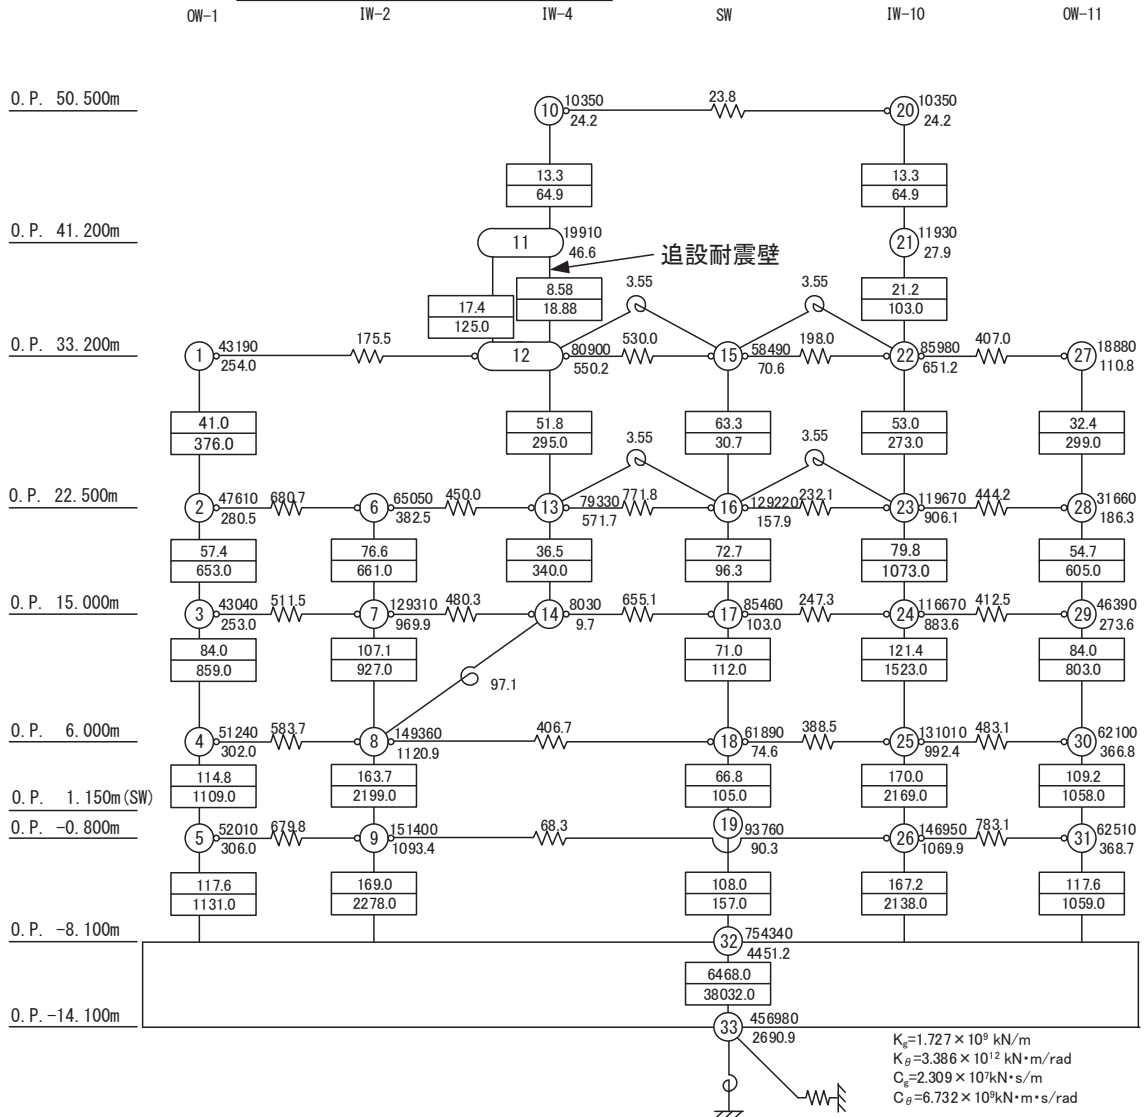 OW-1 IW-2 IW-4 SW IW-10 OW-11
O.P. 50.500m 10 10350 23.8 20 10350
24.2 24.2
13.3 13.3
64.9 64.9
O.P. 41.200m 11 19910 21 11930
46.6 27.9
追設耐震壁
17.4 8.58 3.55 3.55 21.2
125.0 18.88 103.0
O.P. 33.200m 1 43190 175.5 12 80900 530.0 15 58490 198.0 22 85980 407.0 27 18880
254.0 550.2 70.6 651.2 110.8
41.0 51.8 63.3 53.0 32.4
376.0 295.0 30.7 273.0 299.0
3.55 3.55
O.P. 22.500m 2 47610 680.7 6 65050 450.0 13 79330 771.8 16 129220 232.1 23 119670 444.2 28 31660
280.5 382.5 571.7 157.9 906.1 186.3
57.4 76.6 36.5 72.7 79.8 54.7
653.0 661.0 340.0 96.3 1073.0 605.0
O.P. 15.000m 3 43040 511.5 7 129310 480.3 14 8030 655.1 17 85460 247.3 24 116670 412.5 29 46390
253.0 969.9 9.7 103.0 883.6 273.6
84.0 107.1 71.0 121.4 84.0
859.0 927.0 112.0 1523.0 803.0
97.1
O.P. 6.000m 4 51240 583.7 8 149360 406.7 18 61890 388.5 25 131010 483.1 30 62100
302.0 1120.9 74.6 992.4 366.8
114.8 163.7 66.8 170.0 109.2
1109.0 2199.0 105.0 2169.0 1058.0
O.P. 1.150m(SW)
O.P. -0.800m 5 52010 679.8 9 151400 68.3 19 93760 26 146950 783.1 31 62510
306.0 1093.4 90.3 1069.9 368.7
117.6 169.0 108.0 167.2 117.6
1131.0 2278.0 157.0 2138.0 1059.0
O.P. -8.100m 32 754340
4451.2
6468.0
38032.0
O.P.-14.100m 33 456980
2690.9
Kg=1.727×10⁹ kN/m
Kθ=3.386×10¹² kN・m/rad
Cg=2.309×10⁷kN・s/m
Cθ=6.732×10⁹kN・m・s/rad